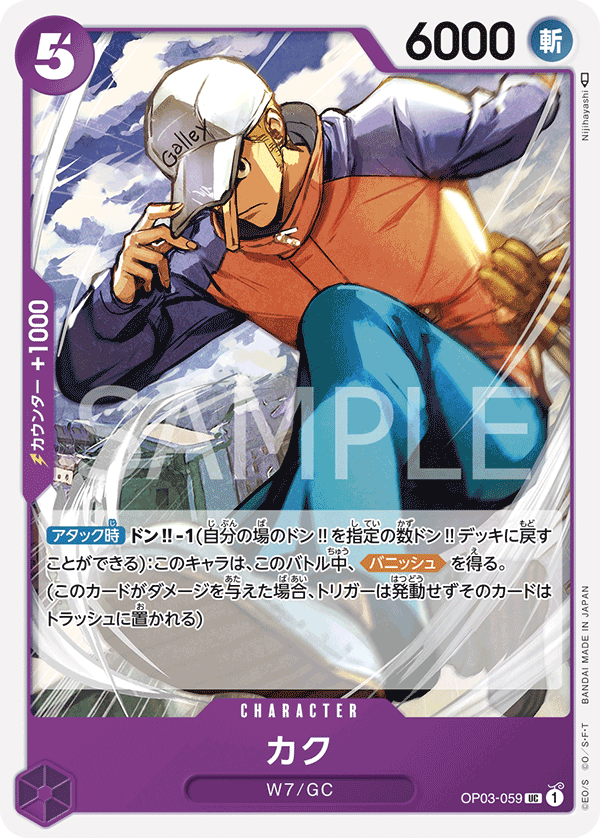 5
6000
斬
Nijihayashi
Galley
カウンター +1000
SAMPLE
アタック時 ドン!!-1(自分の場のドン!!を指定の数ドン!!デッキに戻す
ことができる):このキャラは、このバトル中、 バニッシュ を得る。
(このカードがダメージを与えた場合、トリガーは発動せずそのカードは
トラッシュに置かれる)
CHARACTER
カク
W7/GC
OP03-059 UC 1
©E.O/S ©O/S・F・T BANDAI MADE IN JAPAN